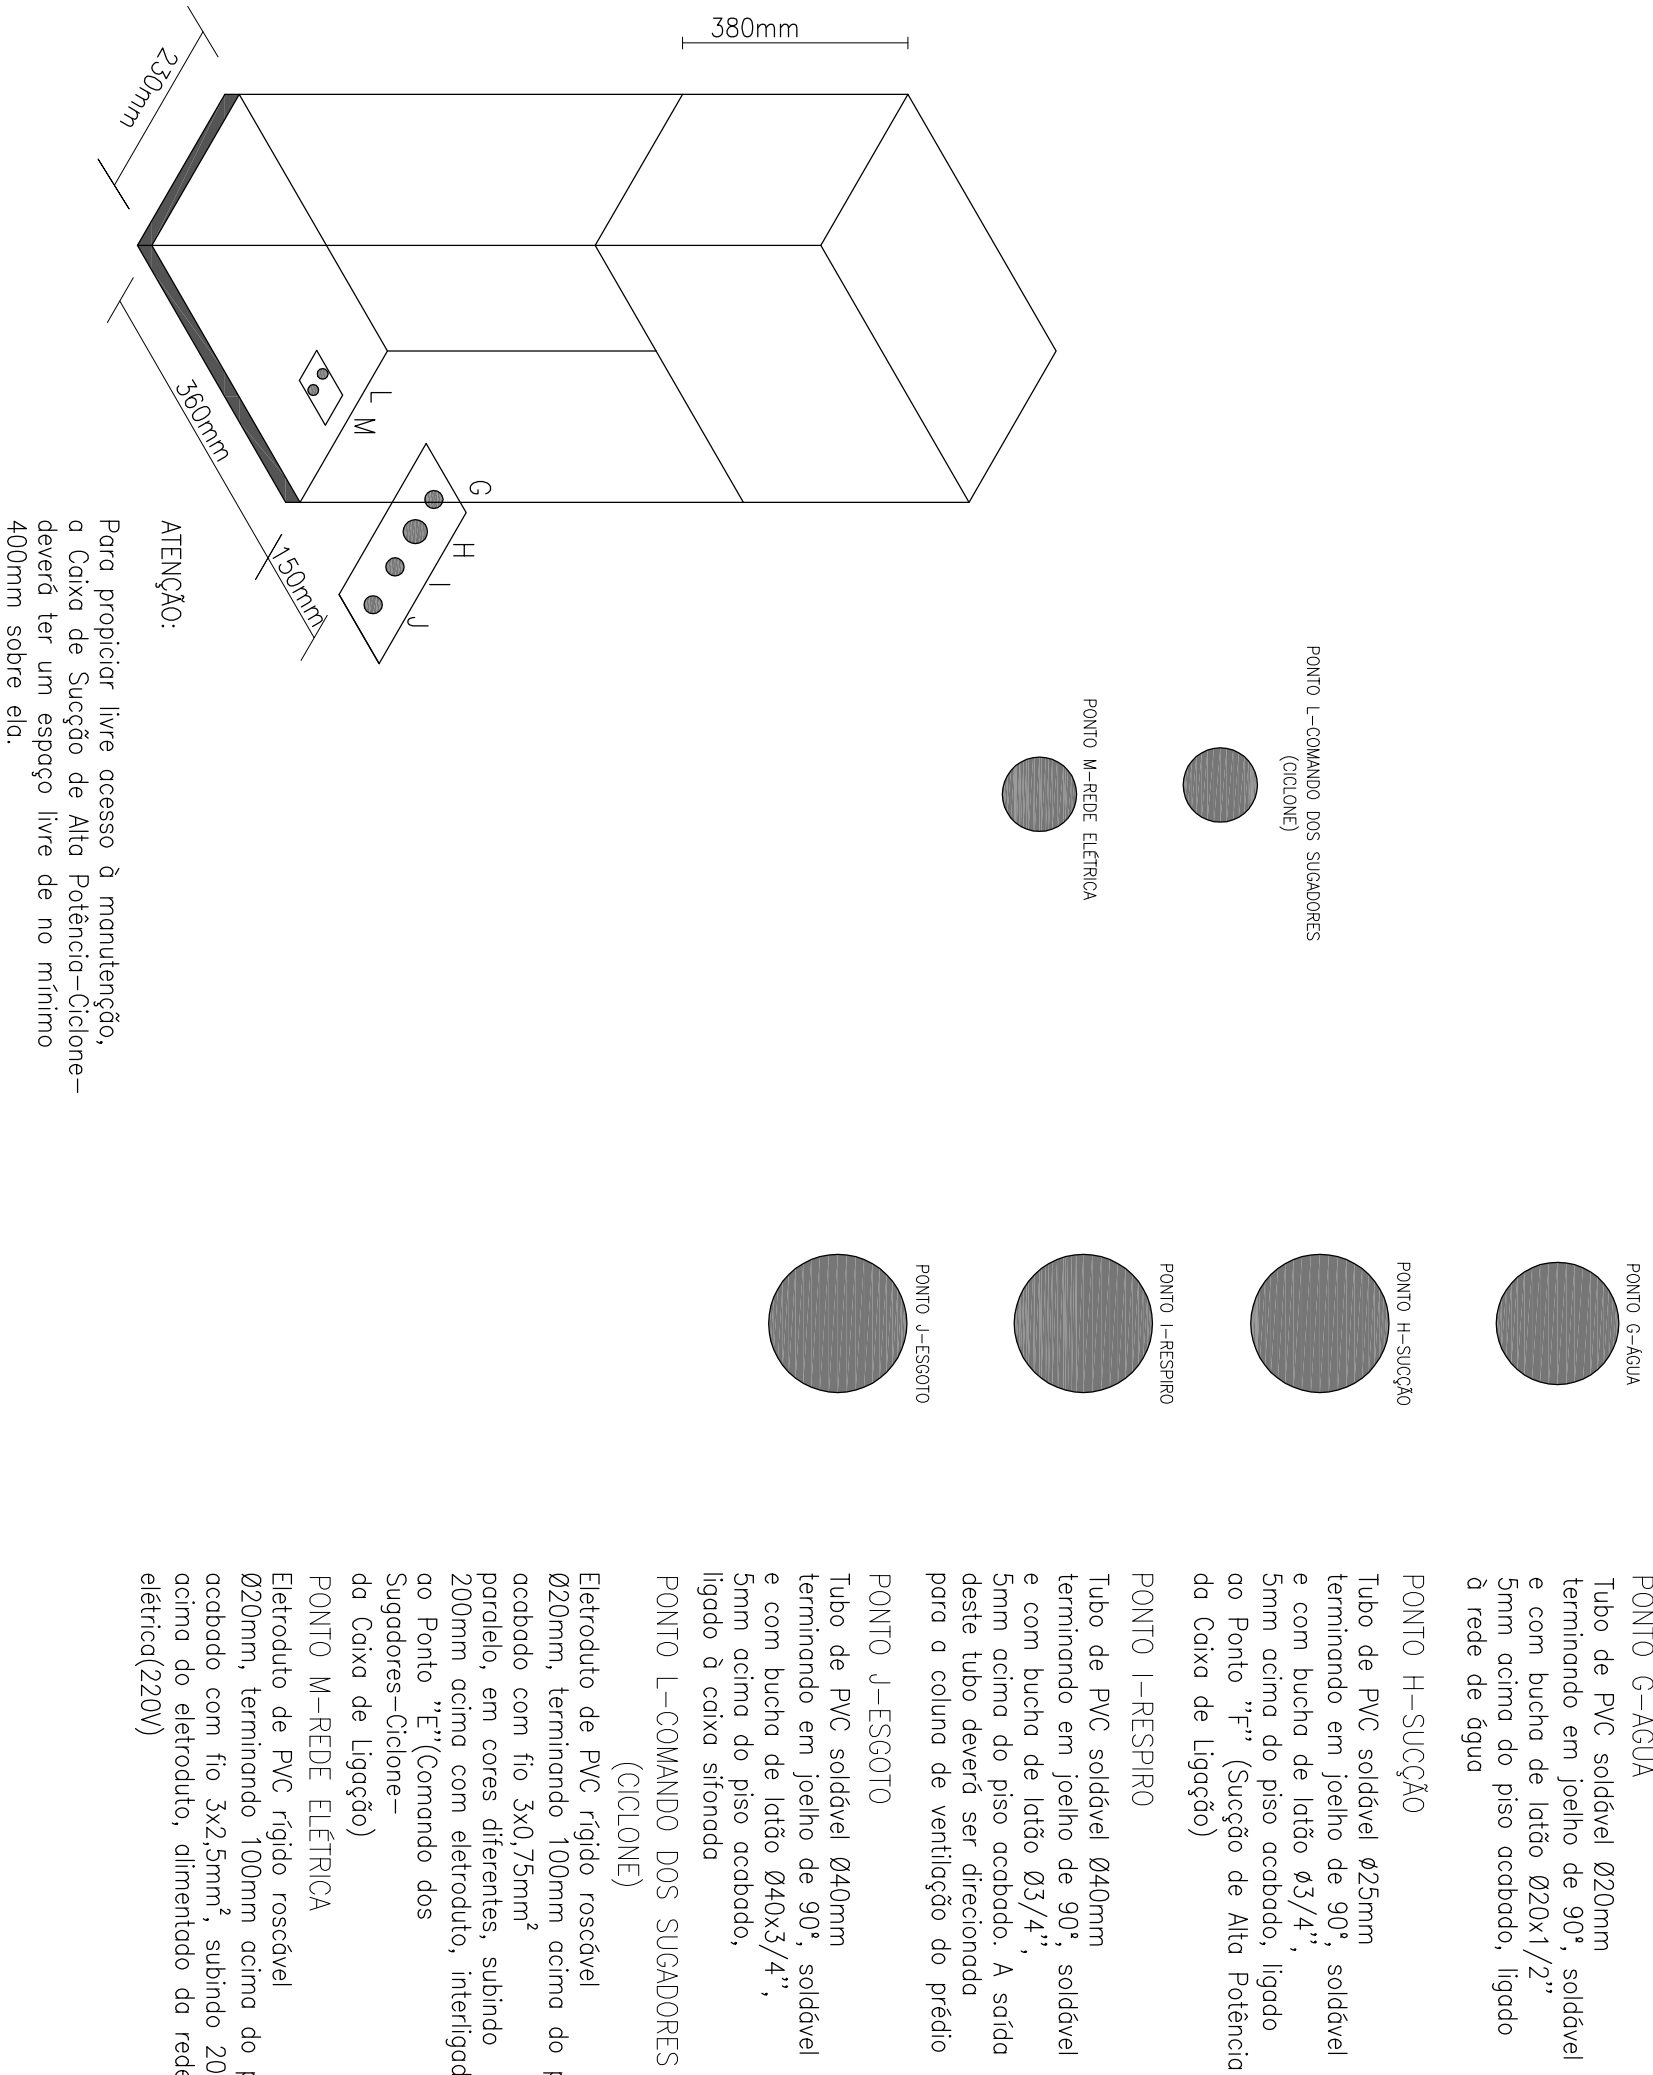 380mm
230mm
360mm
150mm
L
M
G
H
I
J
ATENÇÃO:
Para propiciar livre acesso à manutenção,
a Caixa de Sucção de Alta Potência-Ciclone-
deverá ter um espaço livre de no mínimo
400mm sobre ela.
PONTO L-COMANDO DOS SUGADORES
(CICLONE)
PONTO M-REDE ELÉTRICA
PONTO G-ÁGUA
PONTO H-SUCÇÃO
PONTO I-RESPIRO
PONTO J-ESGOTO
PONTO G-ÁGUA
Tubo de PVC soldável Ø20mm
terminando em joelho de 90°, soldável
e com bucha de latão Ø20x1/2”
5mm acima do piso acabado, ligado
à rede de água
PONTO H-SUCÇÃO
Tubo de PVC soldável ø25mm
terminando em joelho de 90°, soldável
e com bucha de latão ø3/4”,
5mm acima do piso acabado, ligado
ao Ponto ”F” (Sucção de Alta Potência
da Caixa de Ligação)
PONTO I-RESPIRO
Tubo de PVC soldável Ø40mm
terminando em joelho de 90°, soldável
e com bucha de latão Ø3/4”,
5mm acima do piso acabado. A saída
deste tubo deverá ser direcionada
para a coluna de ventilação do prédio
PONTO J-ESGOTO
Tubo de PVC soldável Ø40mm
terminando em joelho de 90°, soldável
e com bucha de latão Ø40x3/4”,
5mm acima do piso acabado,
ligado à caixa sifonada
PONTO L-COMANDO DOS SUGADORES
(CICLONE)
Eletroduto de PVC rígido roscável
Ø20mm, terminando 100mm acima do
acabado com fio 3x0,75mm²
paralelo, em cores diferentes, subindo
200mm acima com eletroduto, interligad
ao Ponto ”E”(Comando dos
Sugadores-Ciclone-
da Caixa de Ligação)
PONTO M-REDE ELÉTRICA
Eletroduto de PVC rígido roscável
Ø20mm, terminando 100mm acima do
acabado com fio 3x2,5mm², subindo 20
acima do eletroduto, alimentado da rede
elétrica(220V)